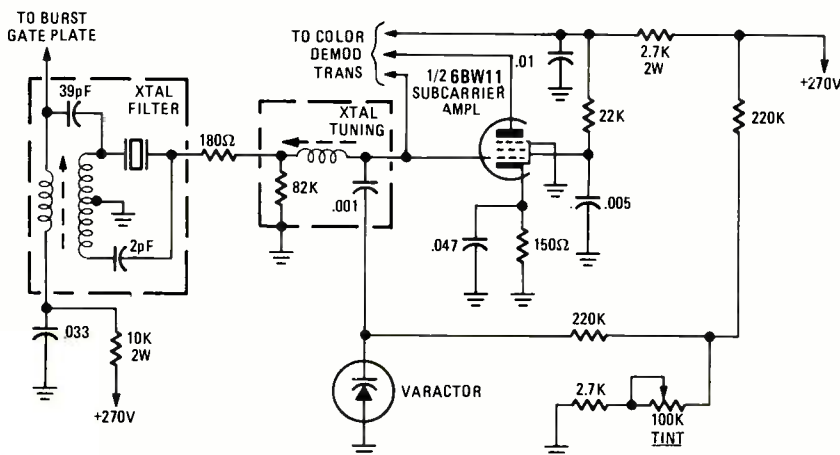 TO BURST
GATE PLATE
39pF
XTAL
FILTER
2pF
.033
10K
2W
+270V
180Ω
XTAL
TUNING
82K
.001
TO COLOR
DEMOD
TRANS
1/2 6BW11
SUBCARRIER
AMPL
.01
2.7K
2W
+270V
22K
220K
.005
.047
150Ω
220K
VARACTOR
2.7K
100K
TINT